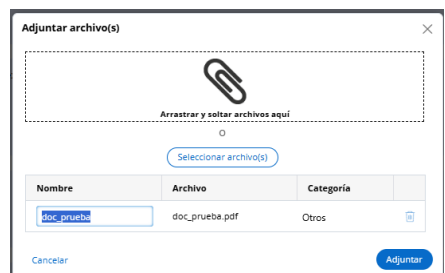 Adjuntar archivo(s)
Arrastrar y soltar archivos aquí
O
Seleccionar archivo(s)
Nombre Archivo Categoría
doc_prueba doc_prueba.pdf Otros
Cancelar Adjuntar